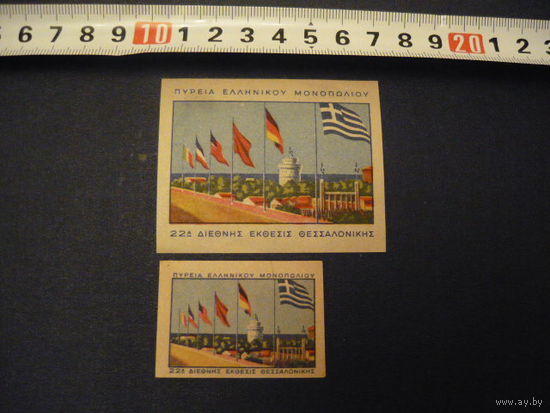 6 7 8 9 10 1 2 3 4 5 6 7 8 9 20 1 2 3
ΠΥΡΕΙΑ ΕΛΛΗΝΙΚΟΥ ΜΟΝΟΠΩΛΙΟΥ
22Α ΔΙΕΘΝΗΣ ΕΚΘΕΣΙΣ ΘΕΣΣΑΛΟΝΙΚΗΣ
ΠΥΡΕΙΑ ΕΛΛΗΝΙΚΟΥ ΜΟΝΟΠΩΛΙΟΥ
22Α ΔΙΕΘΝΗΣ ΕΚΘΕΣΙΣ ΘΕΣΣΑΛΟΝΙΚΗΣ
www.ay.by